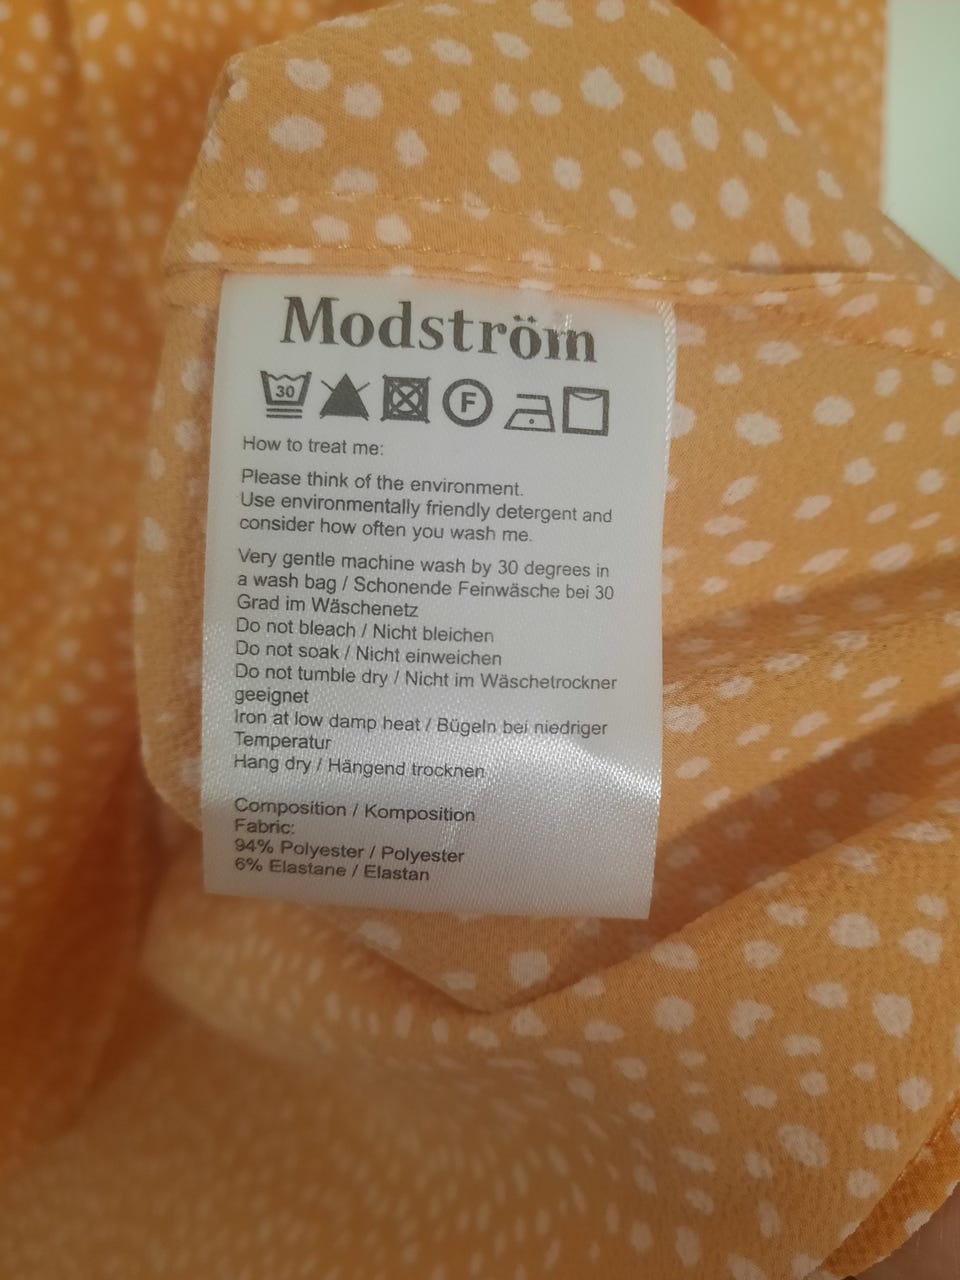 Modström
30
F
How to treat me:
Please think of the environment.
Use environmentally friendly detergent and
consider how often you wash me.
Very gentle machine wash by 30 degrees in
a wash bag / Schonende Feinwäsche bei 30
Grad im Wäschenetz
Do not bleach / Nicht bleichen
Do not soak / Nicht einweichen
Do not tumble dry / Nicht im Wäschetrockner
geeignet
Iron at low damp heat / Bügeln bei niedriger
Temperatur
Hang dry / Hängend trocknen
Composition / Komposition
Fabric:
94% Polyester / Polyester
6% Elastane / Elastan